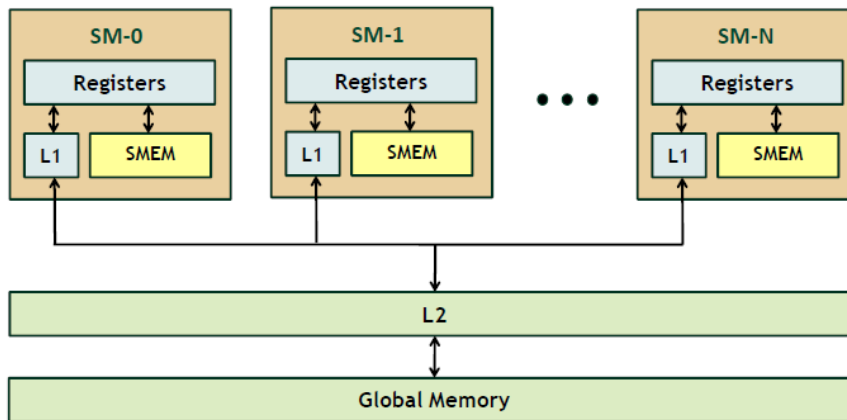 SM-0
Registers
L1
SMEM
SM-1
Registers
L1
SMEM
SM-N
Registers
L1
SMEM
L2
Global Memory